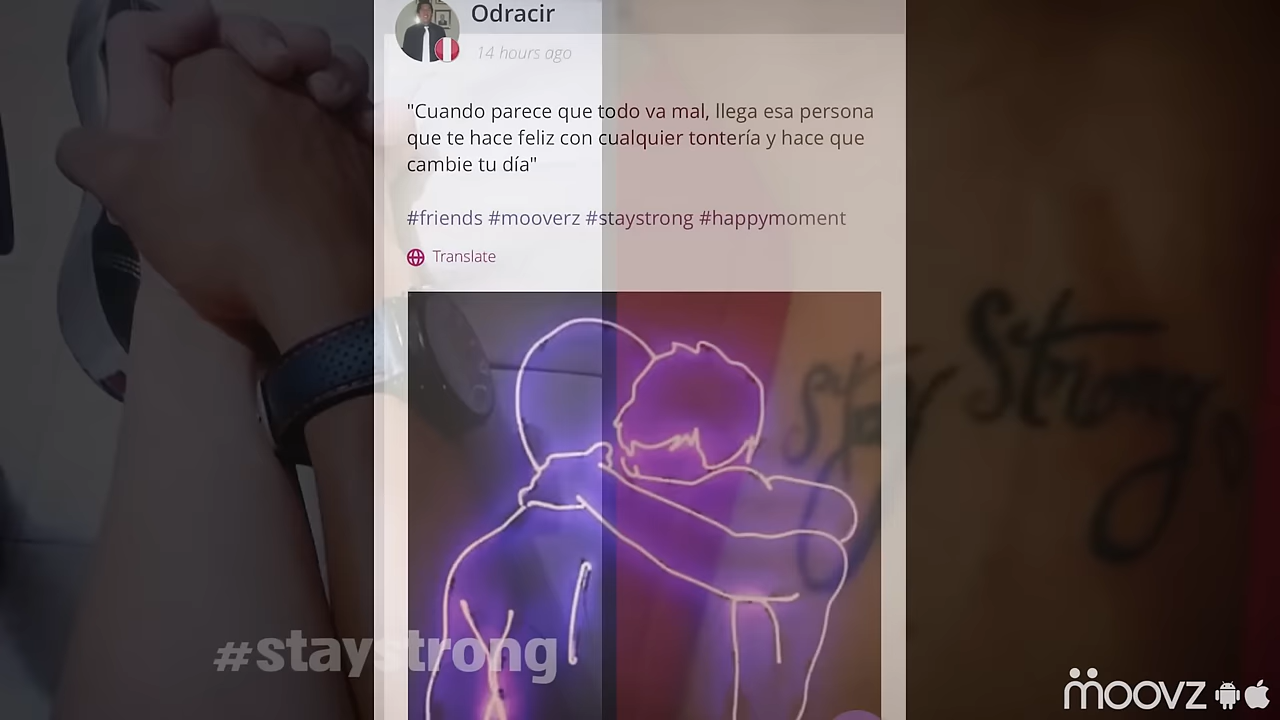 Odracir
14 hours ago
"Cuando parece que todo va mal, llega esa persona
que te hace feliz con cualquier tontería y hace que
cambie tu día"
#friends #mooverz #staystrong #happymoment
Translate
Stay Strong
#staystrong
moovz